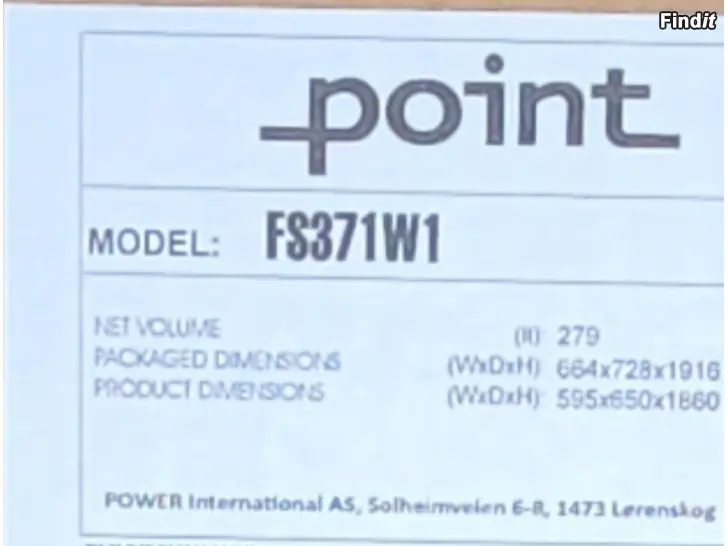 Findit
point
MODEL: FS371W1
NET VOLUME (lt): 279
PACKAGED DIMENSIONS (WxDxH): 664x728x1916
PRODUCT DIMENSIONS (WxDxH): 595x650x1860
POWER International AS, Solheimveien 6-8, 1473 Lørenskog